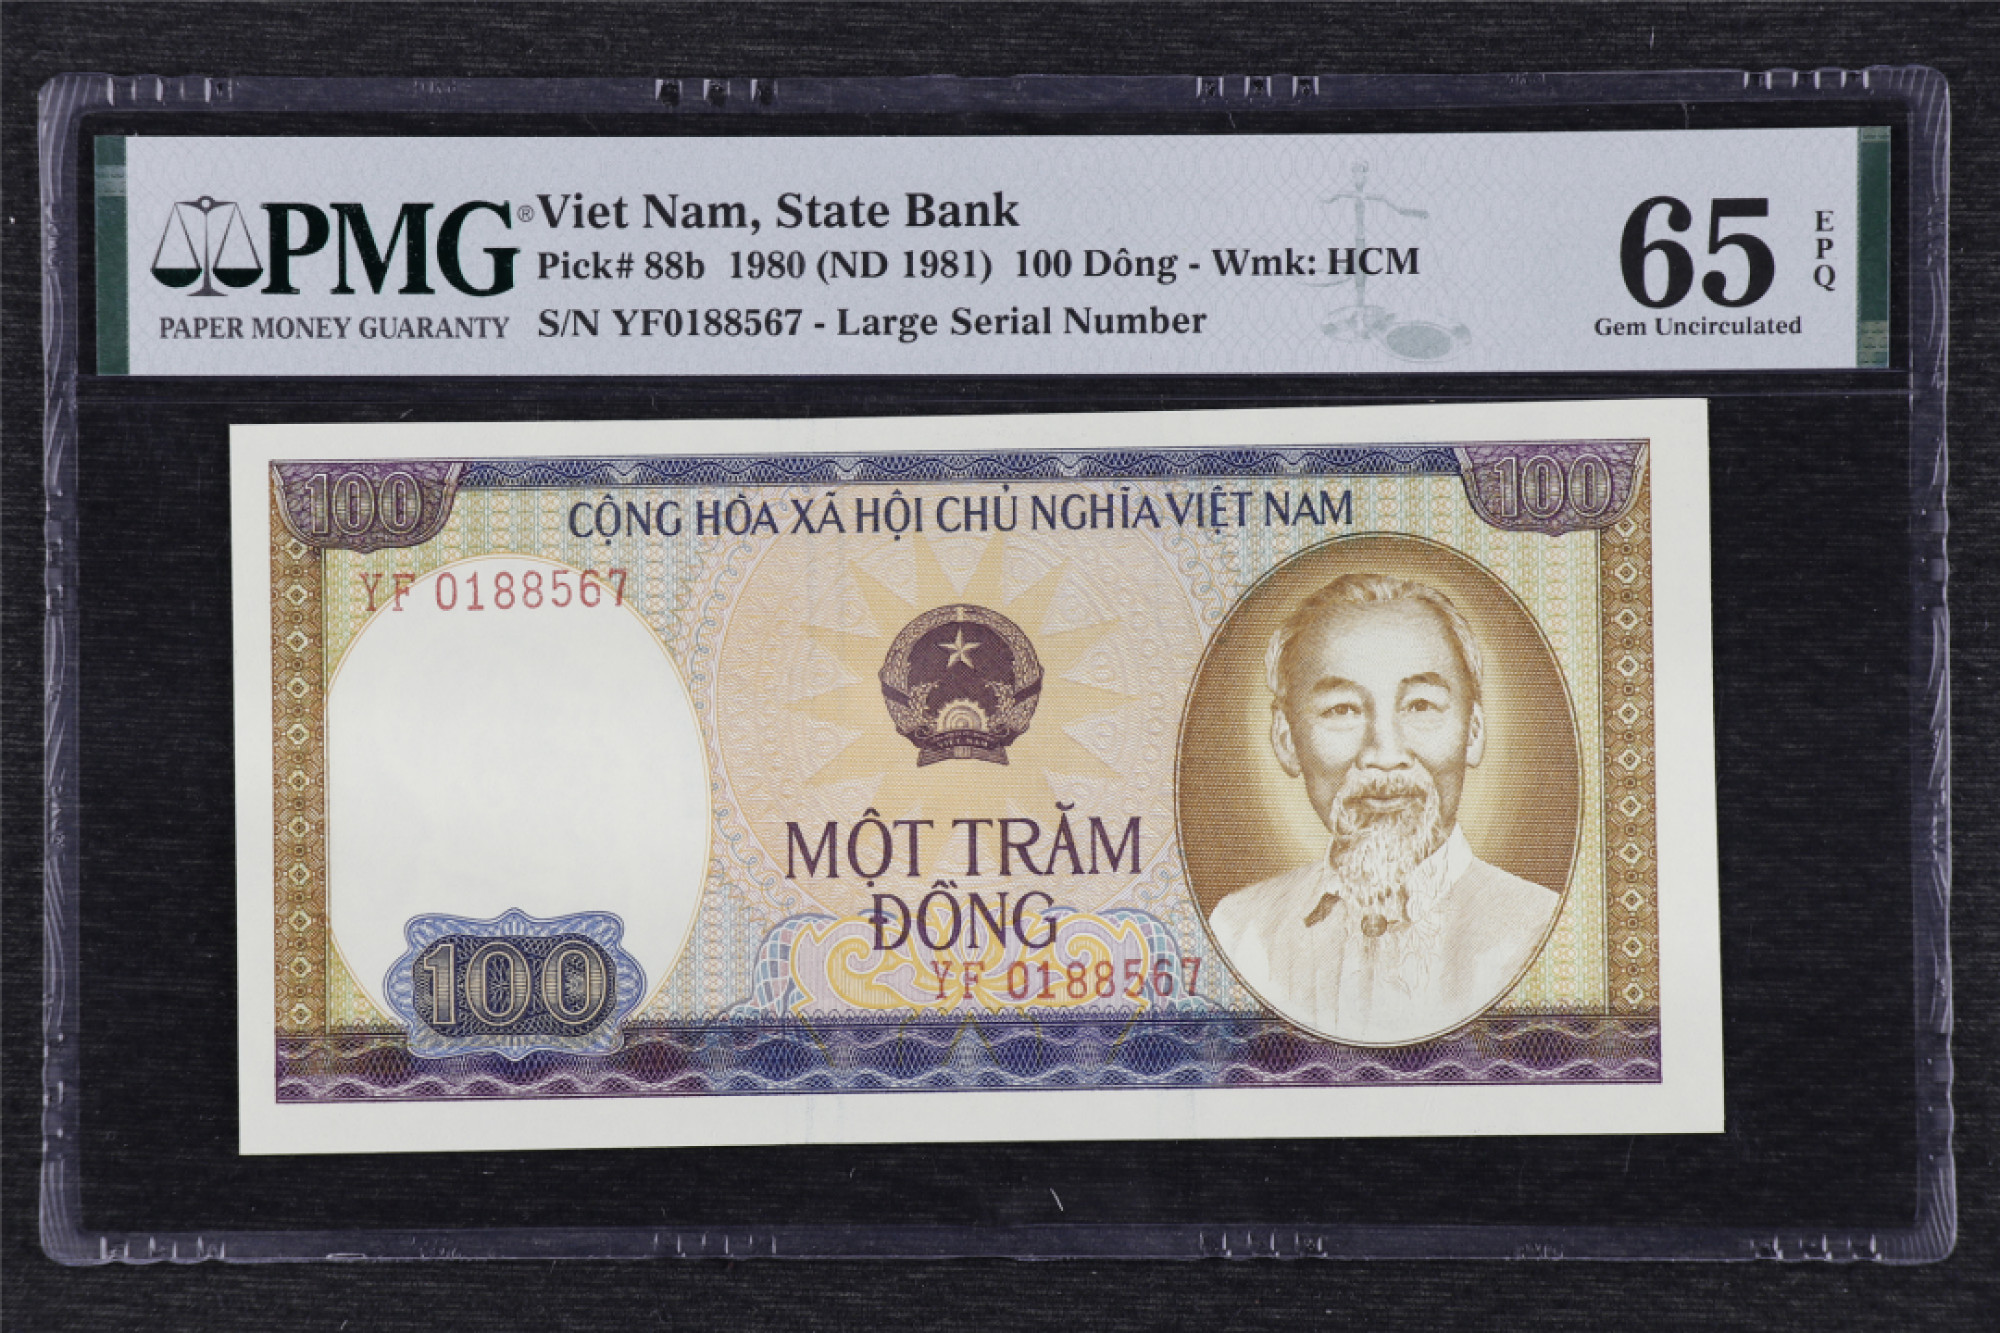 PMG®
PAPER MONEY GUARANTY
Viet Nam, State Bank
Pick# 88b 1980 (ND 1981) 100 Dông - Wmk: HCM
S/N YF0188567 - Large Serial Number
65
EPQ
Gem Uncirculated
100
100
CỘNG HÒA XÃ HỘI CHỦ NGHĨA VIỆT NAM
YF 0188567
VIỆT NAM
MỘT TRĂM
ĐỒNG
YF 0188567
100